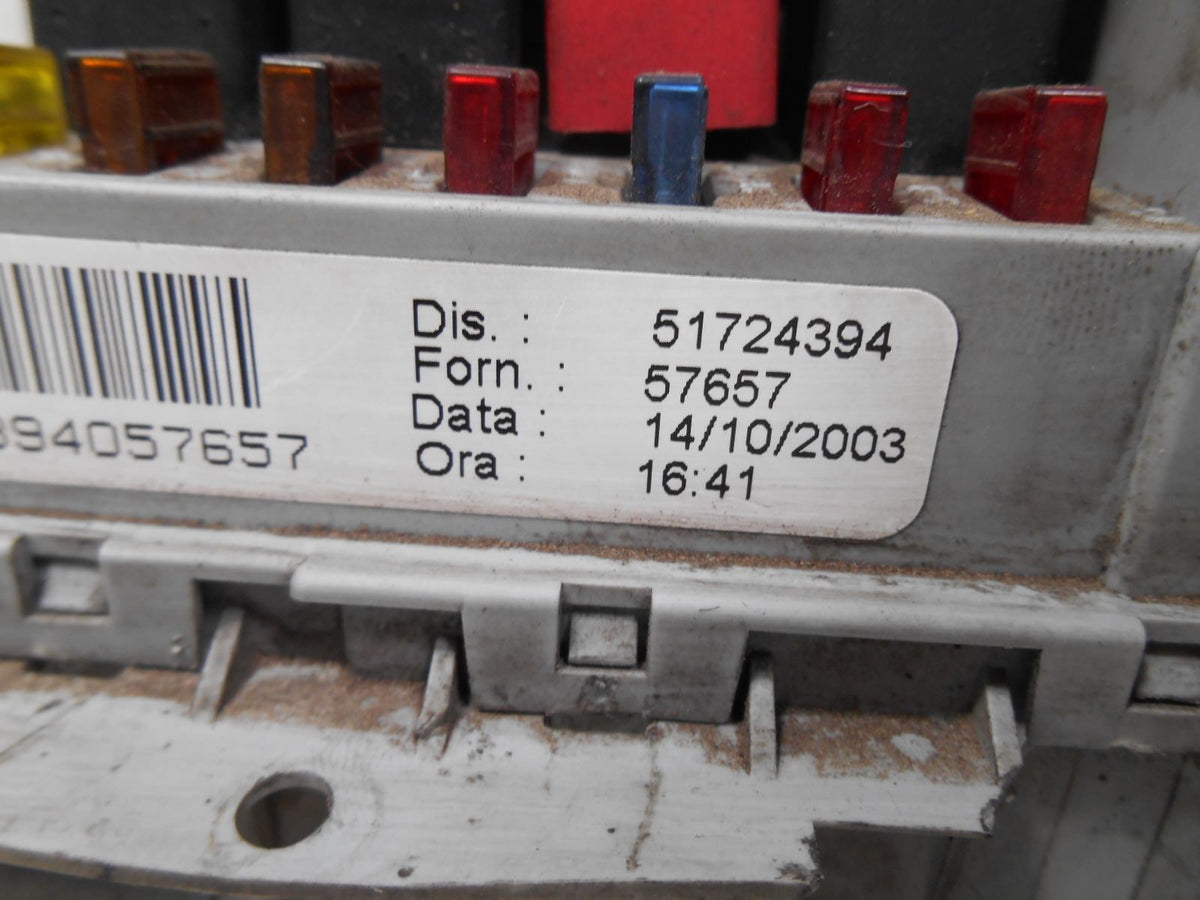 Dis. : 51724394
Forn. : 57657
Data : 14/10/2003
Ora : 16:41
394057657